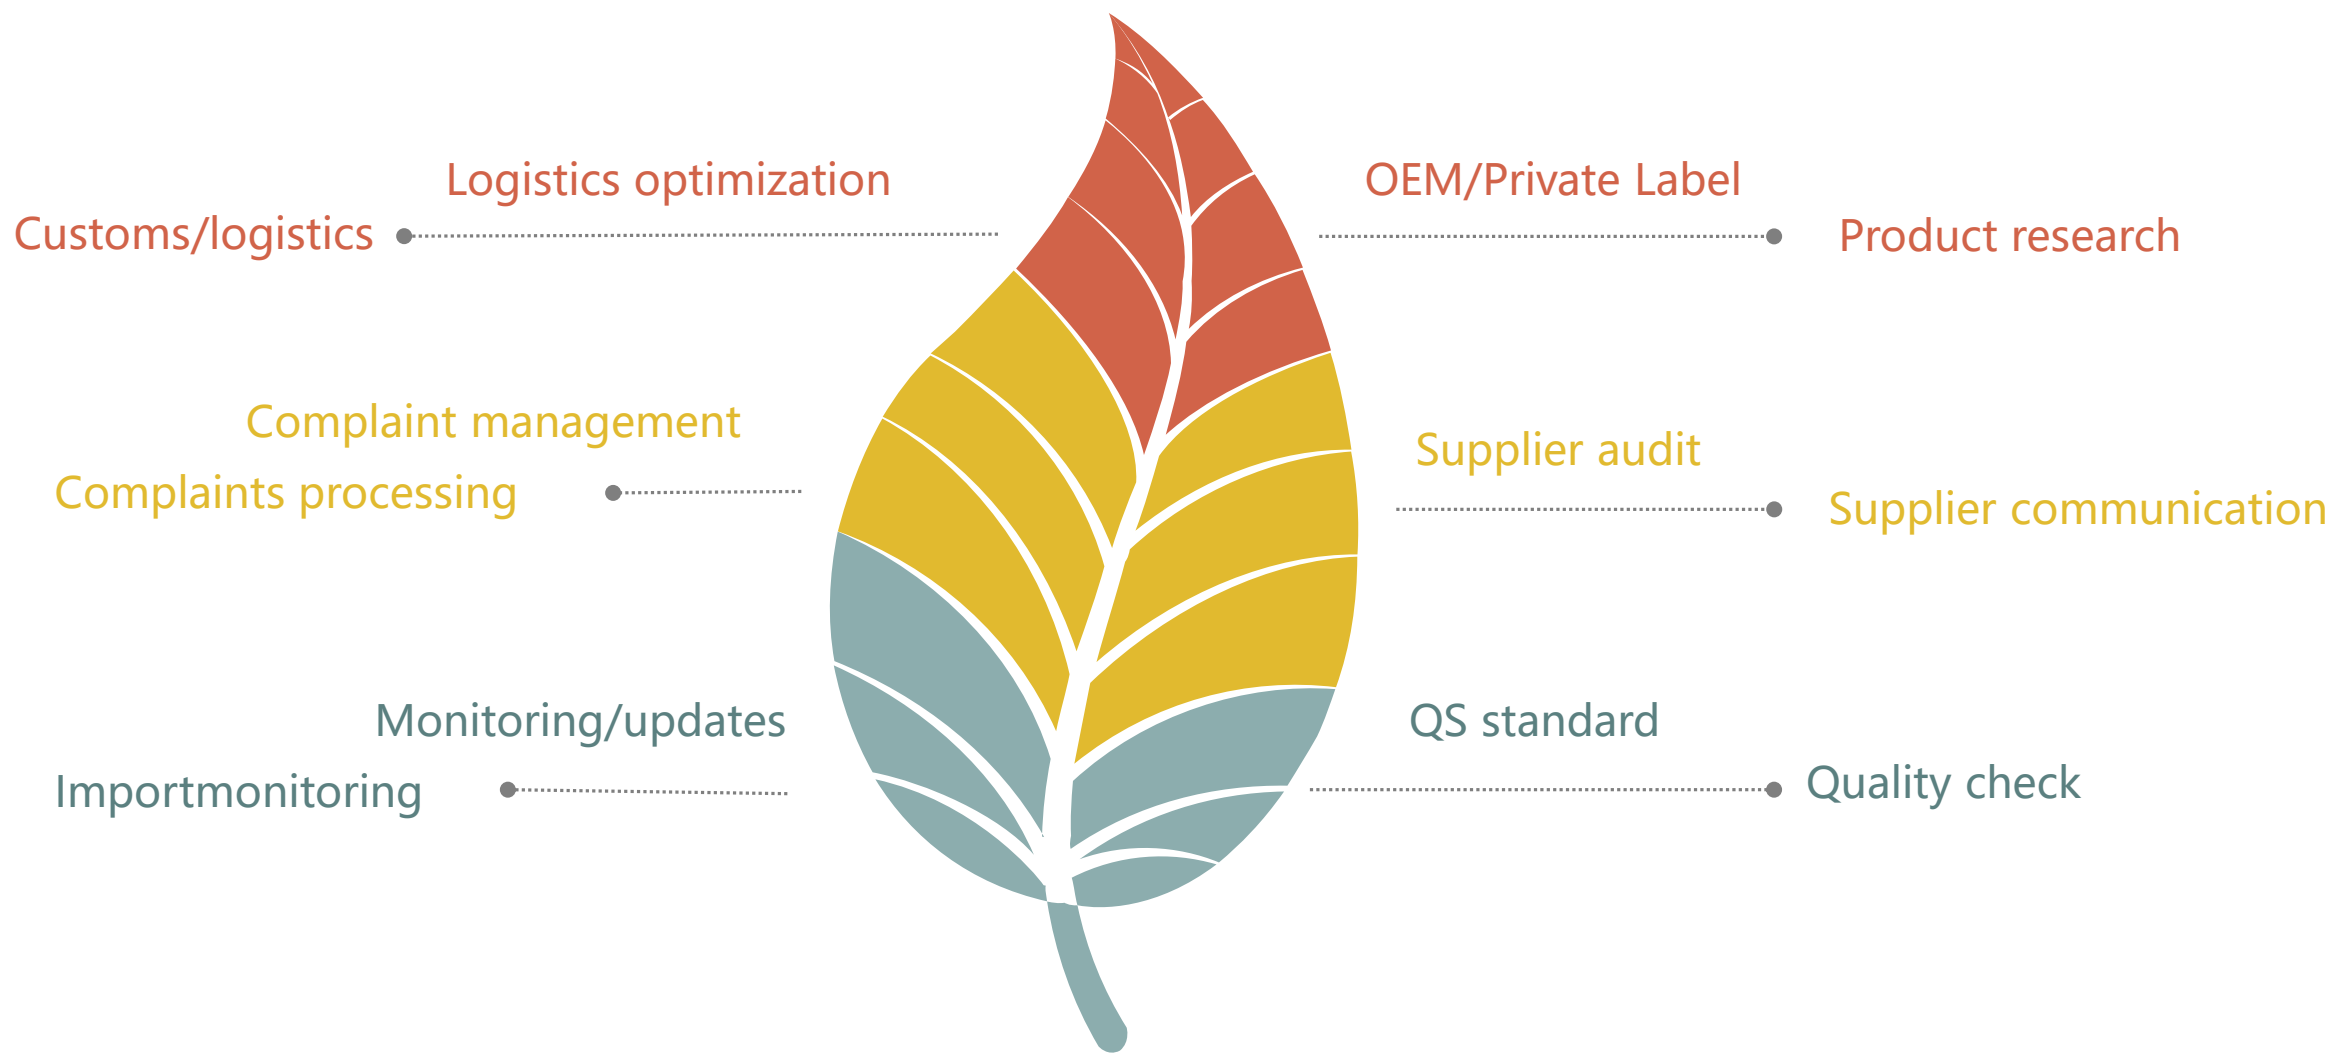 Logistics optimization
Customs/logistics
OEM/Private Label
Product research
Complaint management
Complaints processing
Supplier audit
Supplier communication
Monitoring/updates
Importmonitoring
QS standard
Quality check